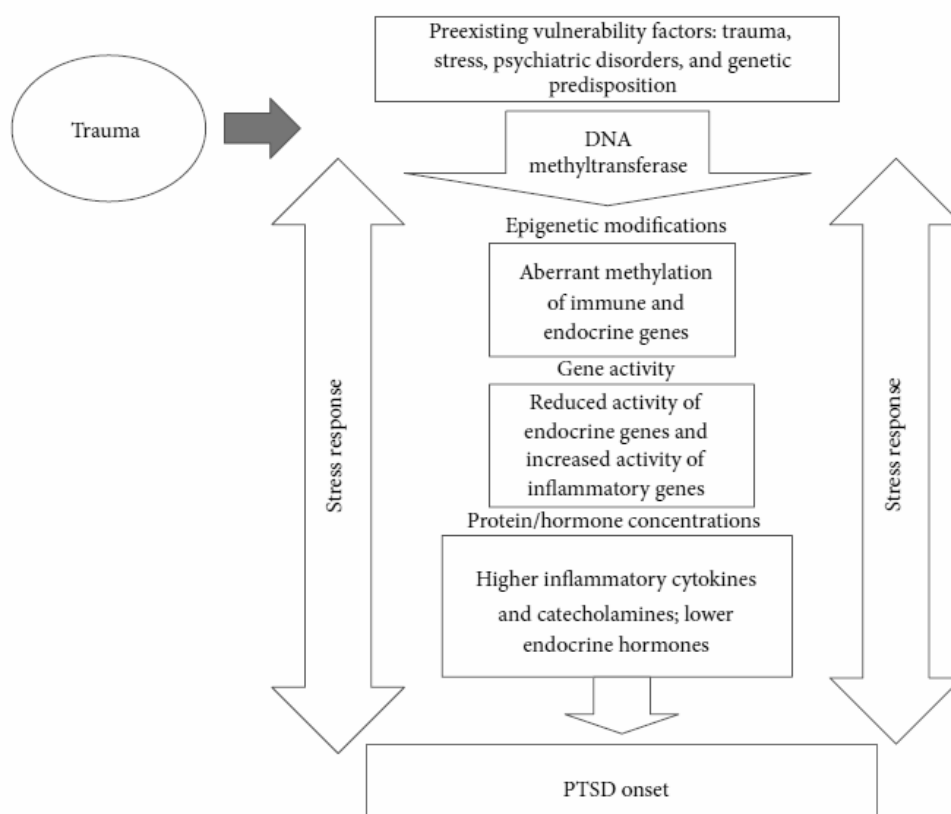 Preexisting vulnerability factors: trauma,
stress, psychiatric disorders, and genetic
predisposition
Trauma
DNA
methyltransferase
Epigenetic modifications
Aberrant methylation
of immune and
endocrine genes
Gene activity
Reduced activity of
endocrine genes and
increased activity of
inflammatory genes
Protein/hormone concentrations
Higher inflammatory cytokines
and catecholamines; lower
endocrine hormones
Stress response
Stress response
PTSD onset